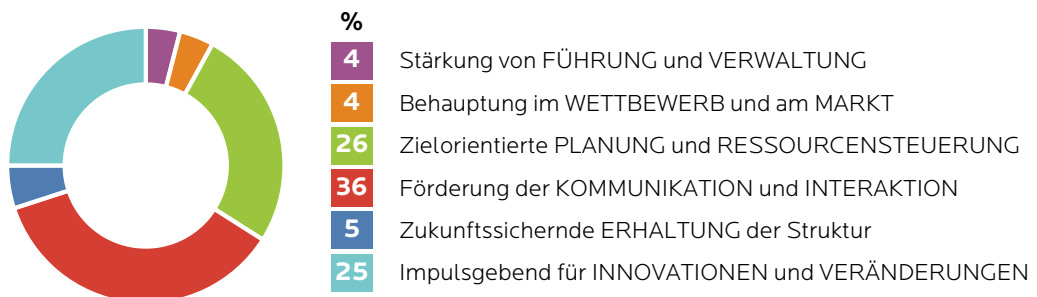 %
4 Stärkung von FÜHRUNG und VERWALTUNG
4 Behauptung im WETTBEWERB und am MARKT
26 Zielorientierte PLANUNG und RESSOURCENSTEUERUNG
36 Förderung der KOMMUNIKATION und INTERAKTION
5 Zukunftssichernde ERHALTUNG der Struktur
25 Impulsgebend für INNOVATIONEN und VERÄNDERUNGEN